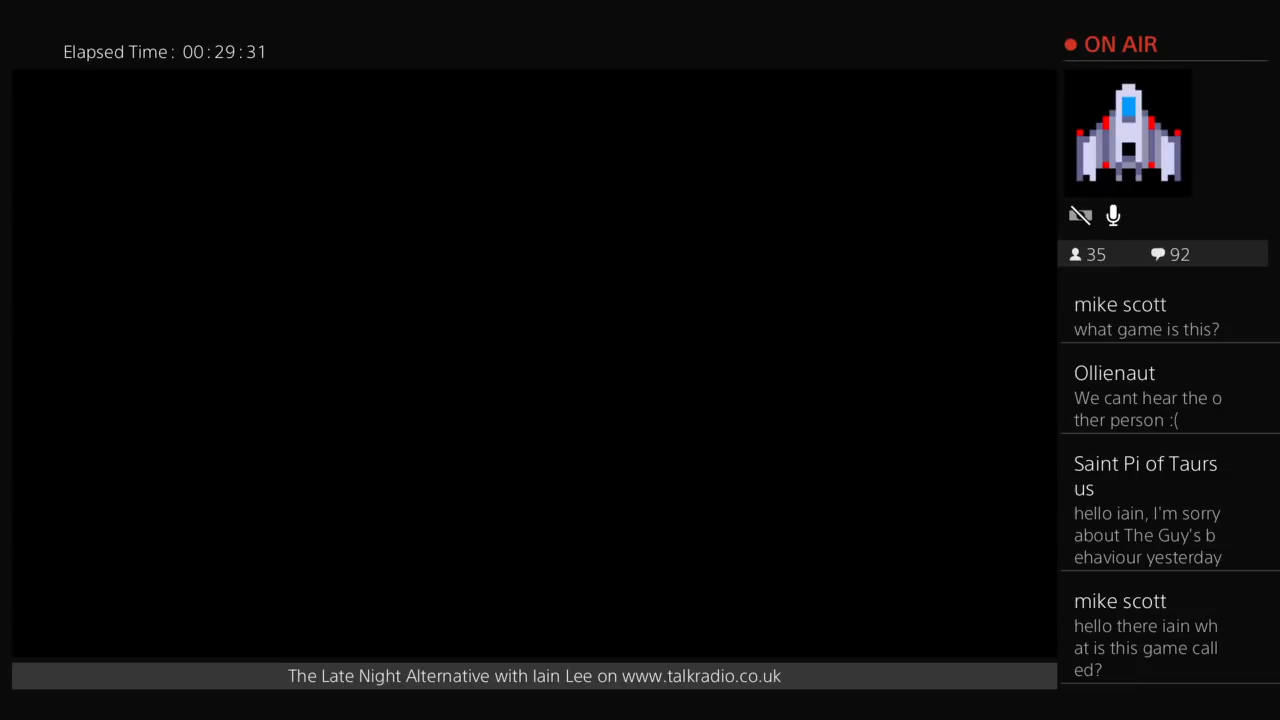 Elapsed Time: 00:29:31
ON AIR
35 92
mike scott
what game is this?
Ollienaut
We cant hear the o
ther person :(
Saint Pi of Taurs
us
hello iain, I'm sorry
about The Guy's b
ehaviour yesterday
mike scott
hello there iain wh
at is this game call
ed?
The Late Night Alternative with Iain Lee on www.talkradio.co.uk